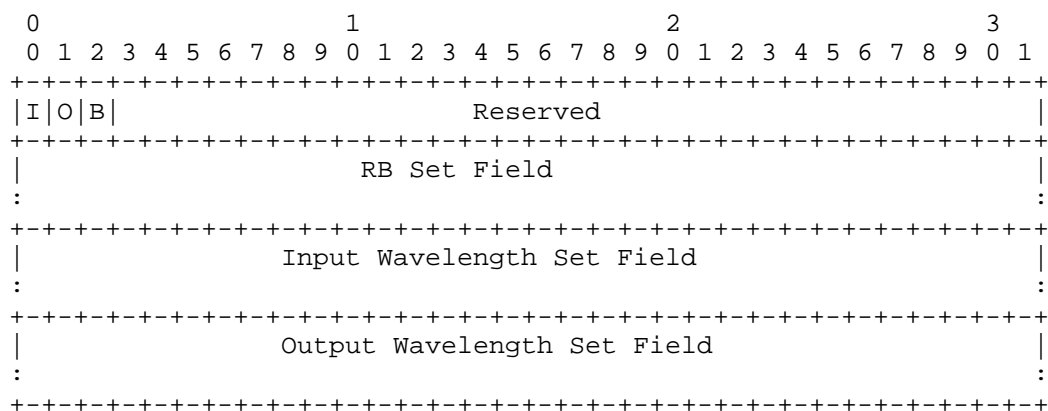 0                   1                   2                   3
 0 1 2 3 4 5 6 7 8 9 0 1 2 3 4 5 6 7 8 9 0 1 2 3 4 5 6 7 8 9 0 1
+-+-+-+-+-+-+-+-+-+-+-+-+-+-+-+-+-+-+-+-+-+-+-+-+-+-+-+-+-+-+-+-+
|I|O|B|                      Reserved                           |
+-+-+-+-+-+-+-+-+-+-+-+-+-+-+-+-+-+-+-+-+-+-+-+-+-+-+-+-+-+-+-+-+
|                     RB Set Field                              |
:                                                               :
+-+-+-+-+-+-+-+-+-+-+-+-+-+-+-+-+-+-+-+-+-+-+-+-+-+-+-+-+-+-+-+-+
|                Input Wavelength Set Field                     |
:                                                               :
+-+-+-+-+-+-+-+-+-+-+-+-+-+-+-+-+-+-+-+-+-+-+-+-+-+-+-+-+-+-+-+-+
|                Output Wavelength Set Field                    |
:                                                               :
+-+-+-+-+-+-+-+-+-+-+-+-+-+-+-+-+-+-+-+-+-+-+-+-+-+-+-+-+-+-+-+-+